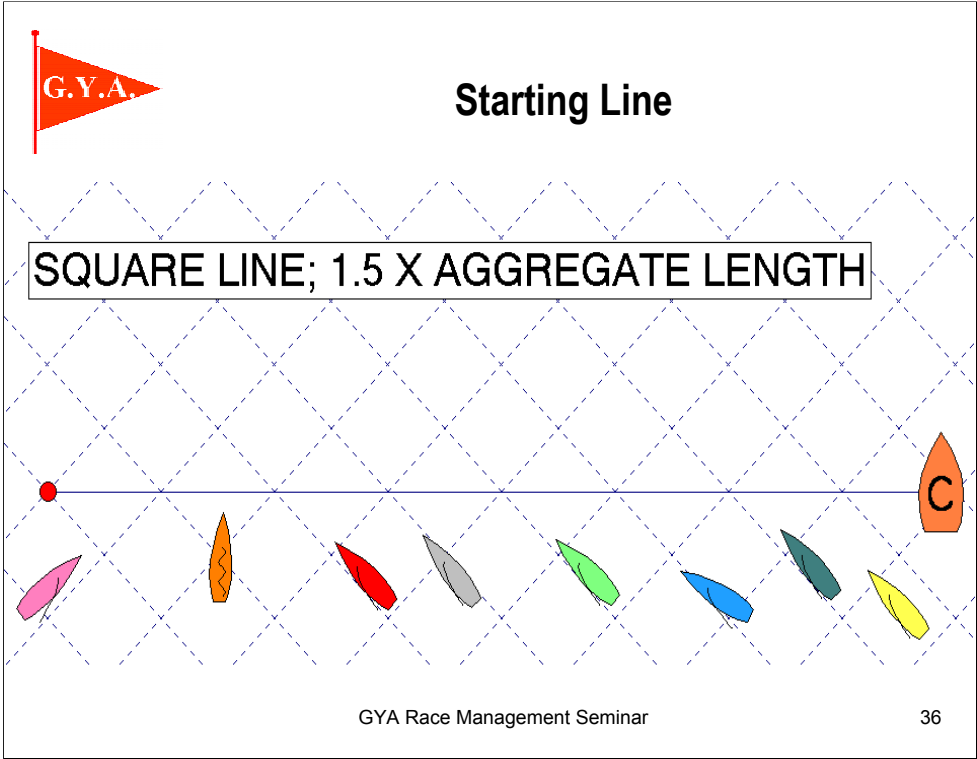 G.Y.A.
Starting Line
SQUARE LINE; 1.5 X AGGREGATE LENGTH
C
GYA Race Management Seminar
36